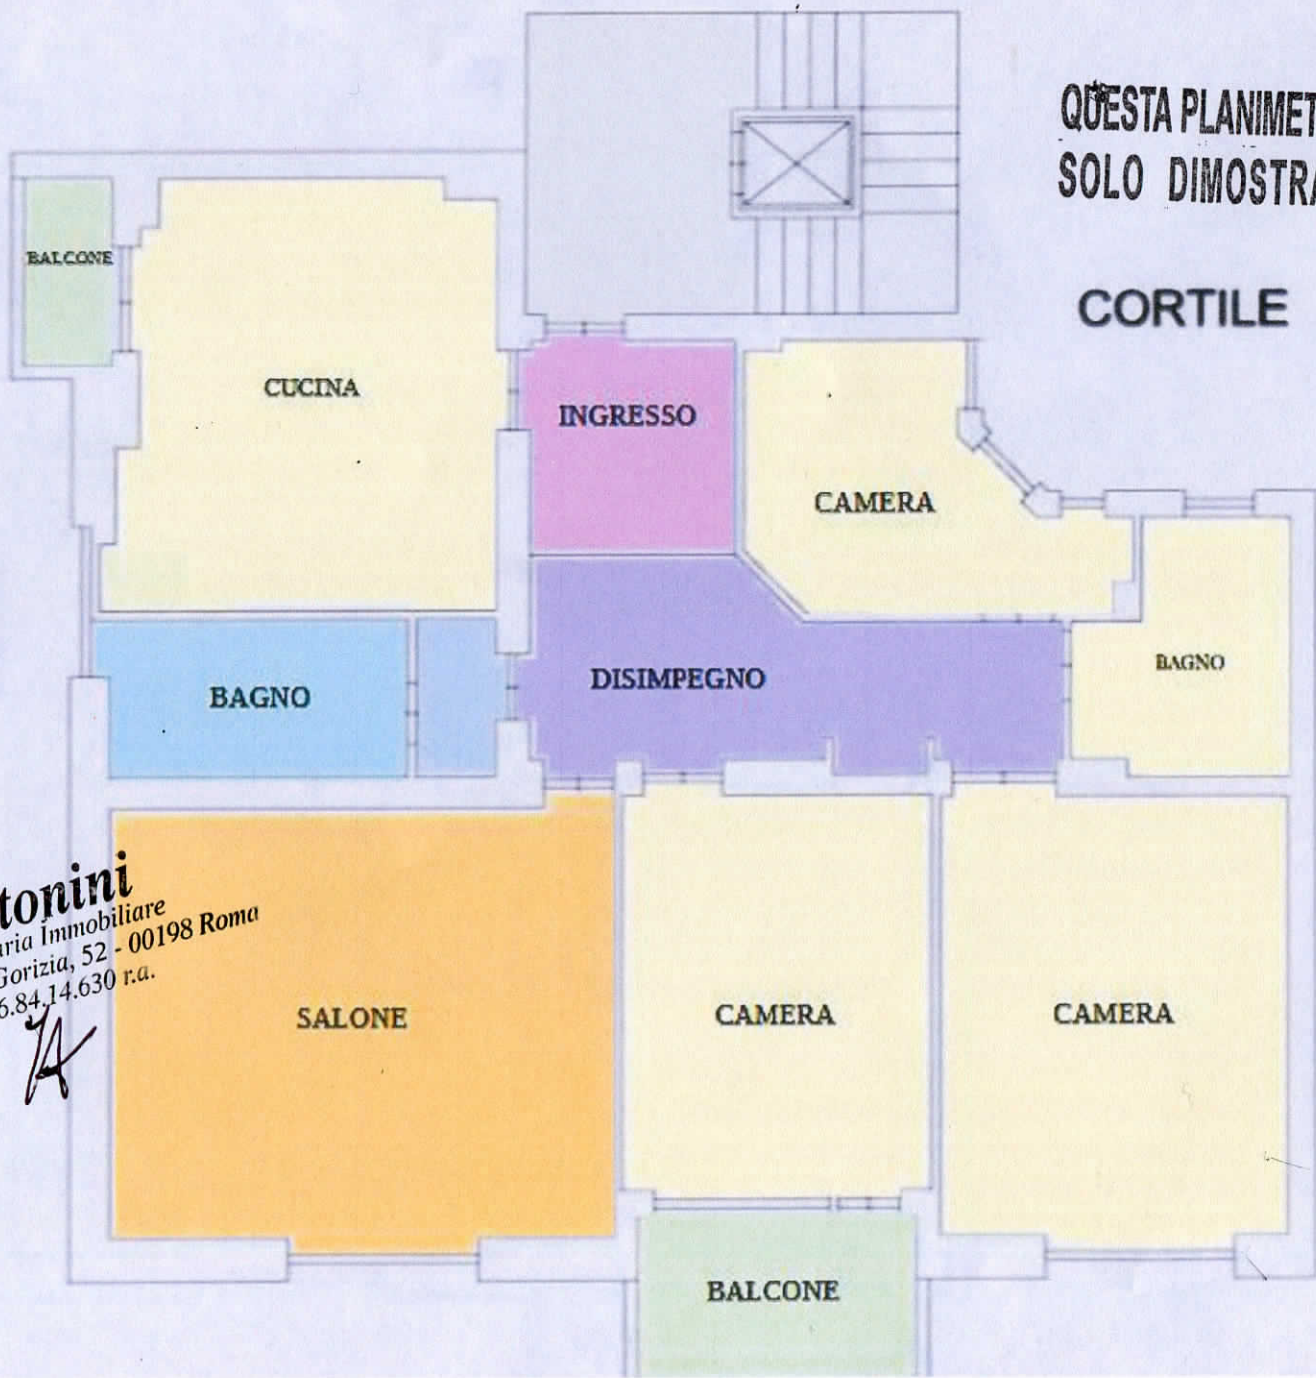 QUESTA PLANIMET
SOLO DIMOSTRA
CORTILE
BALCONE
CUCINA
INGRESSO
CAMERA
BAGNO
DISIMPEGNO
BAGNO
tonini
aria Immobiliare
Gorizia, 52 - 00198 Roma
6.84.14.630 r.a.
SALONE
CAMERA
CAMERA
BALCONE